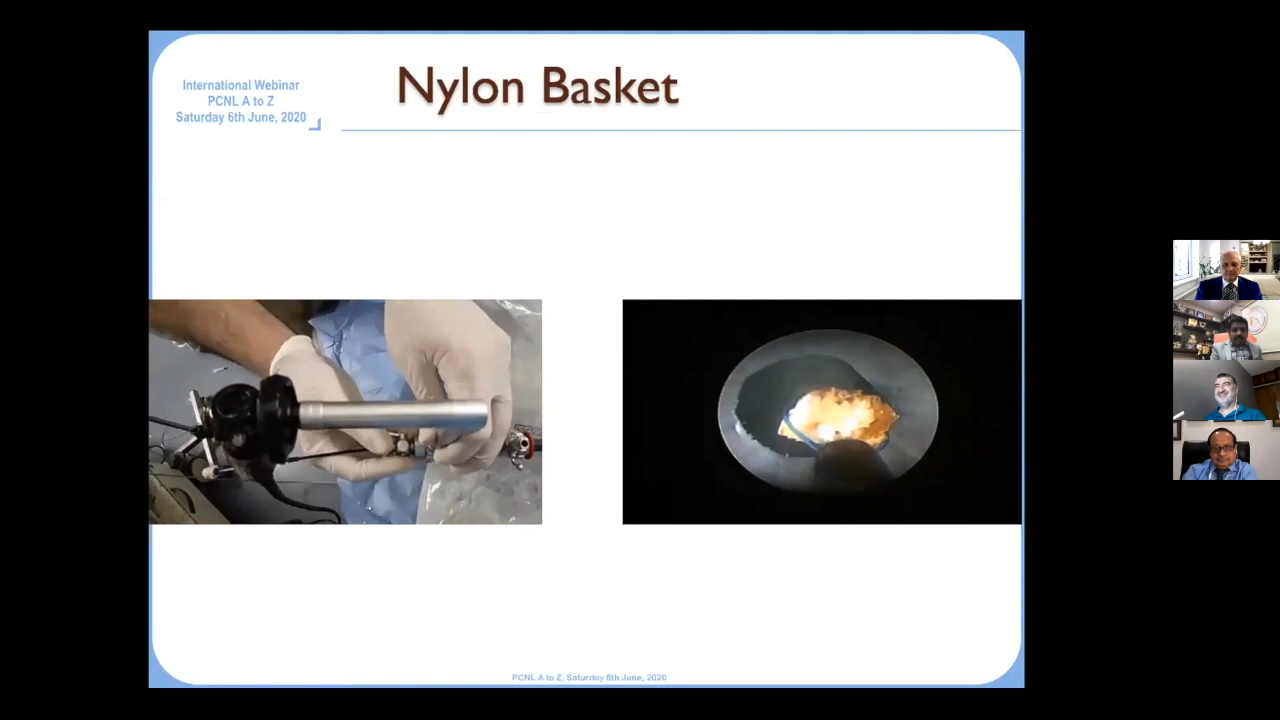 International Webinar
PCNL A to Z
Saturday 6th June, 2020
Nylon Basket
PCNL A to Z, Saturday 6th June, 2020